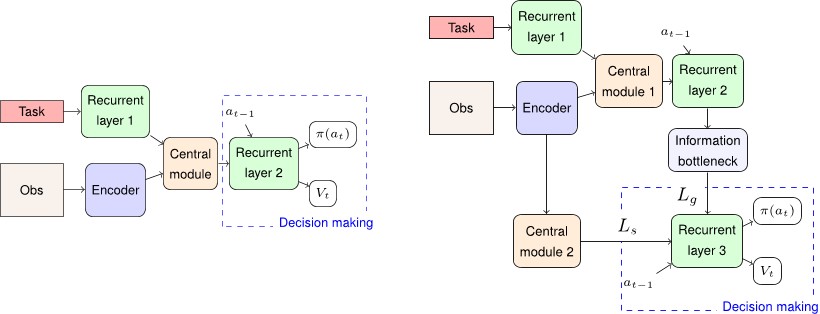 Task
Recurrent
layer 1
Obs
Encoder
Central
module
a_{t-1}
Recurrent
layer 2
π(a_t)
V_t
Decision making
Task
Recurrent
layer 1
Obs
Encoder
Central
module 1
a_{t-1}
Recurrent
layer 2
Information
bottleneck
L_g
Central
module 2
L_s
a_{t-1}
Recurrent
layer 3
π(a_t)
V_t
Decision making